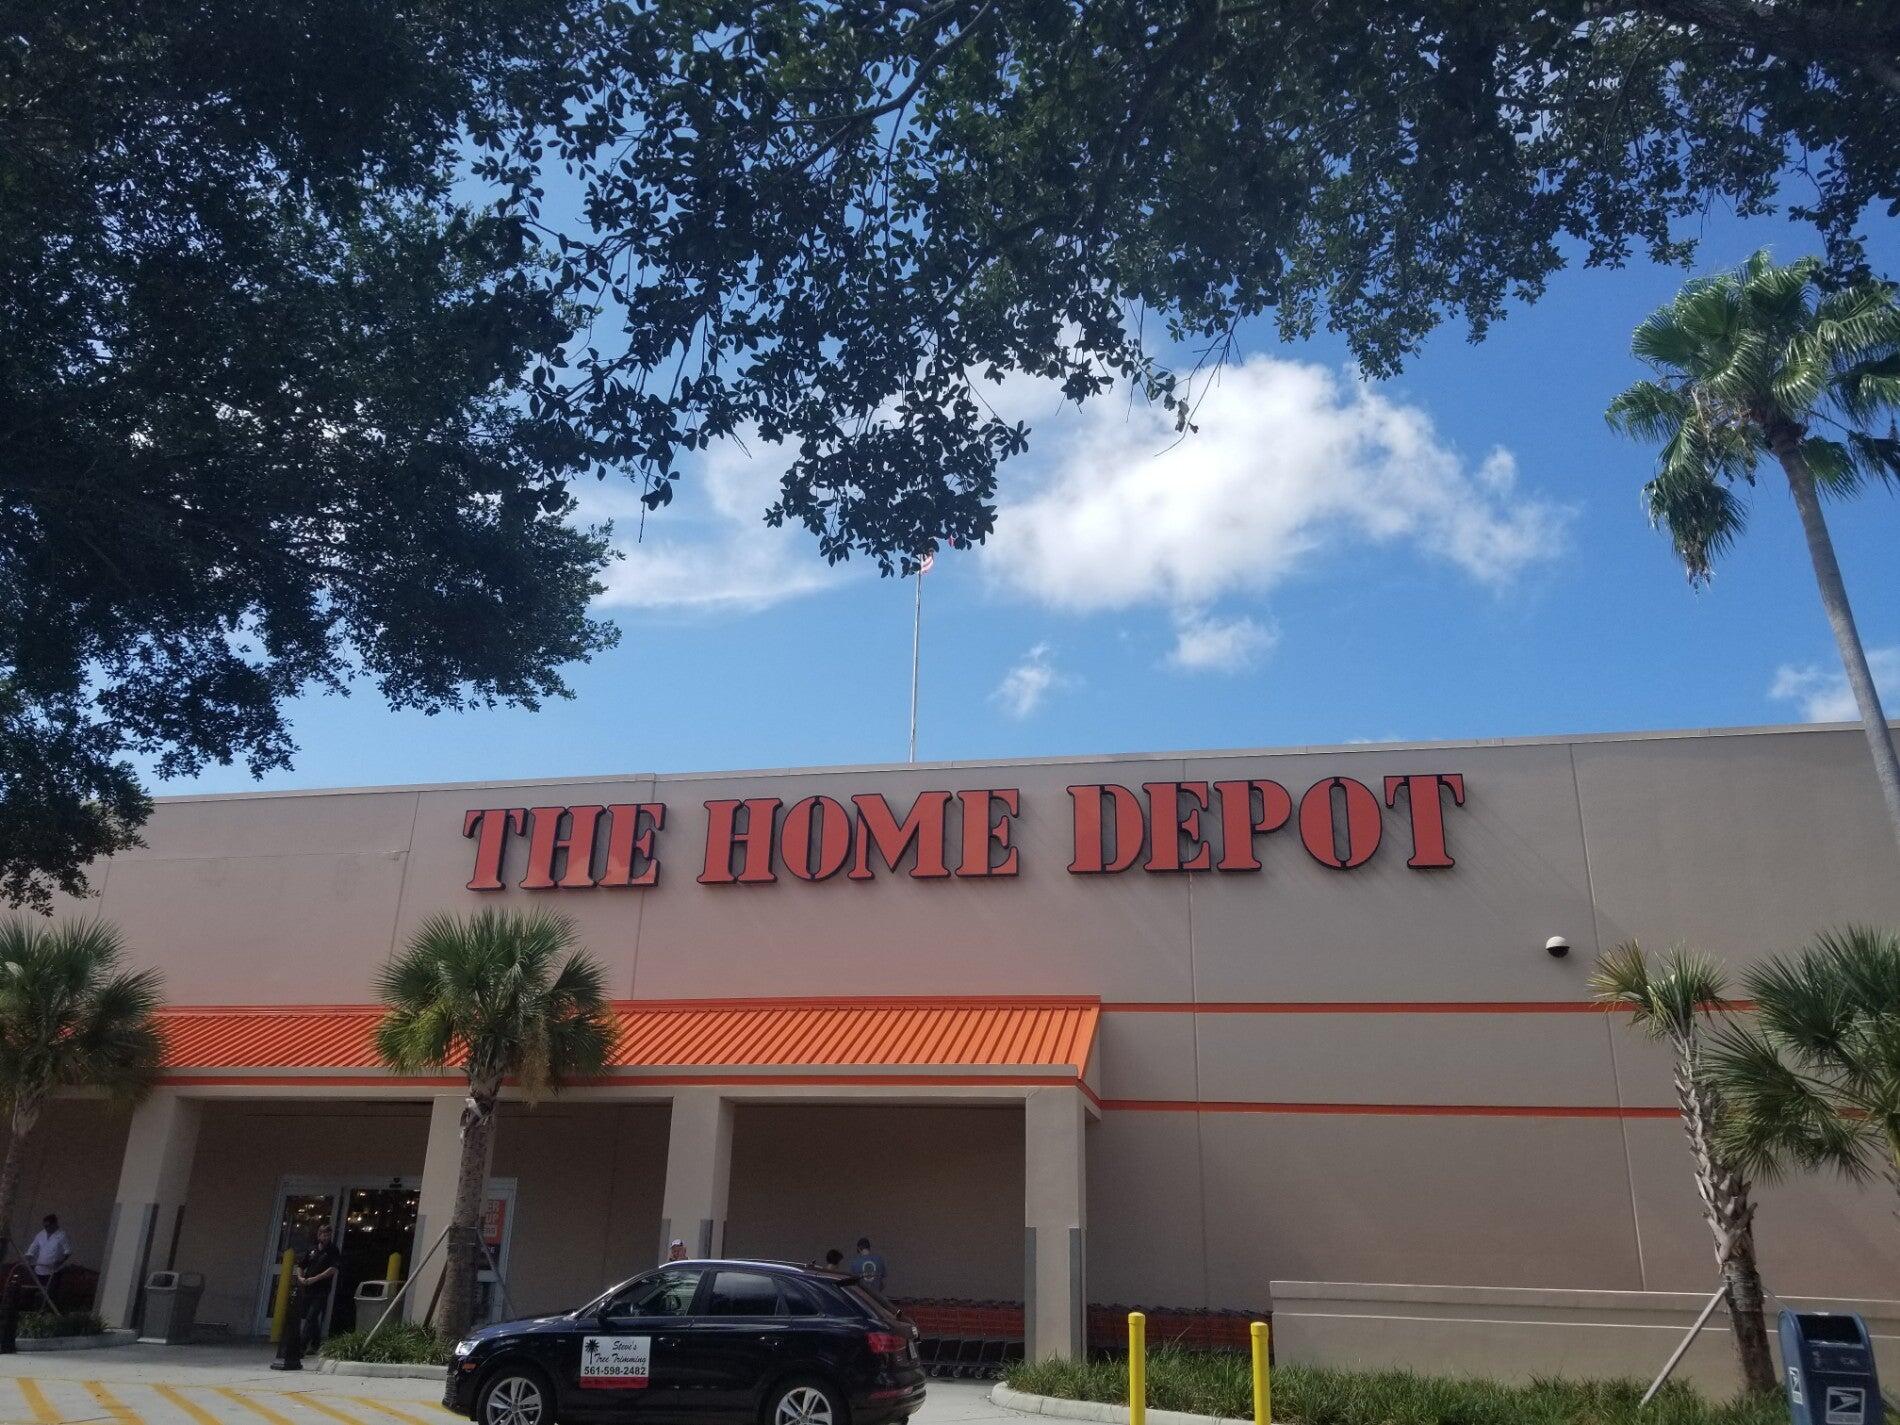 THE HOME DEPOT
Steve's
Tree Trimming
561-598-2482